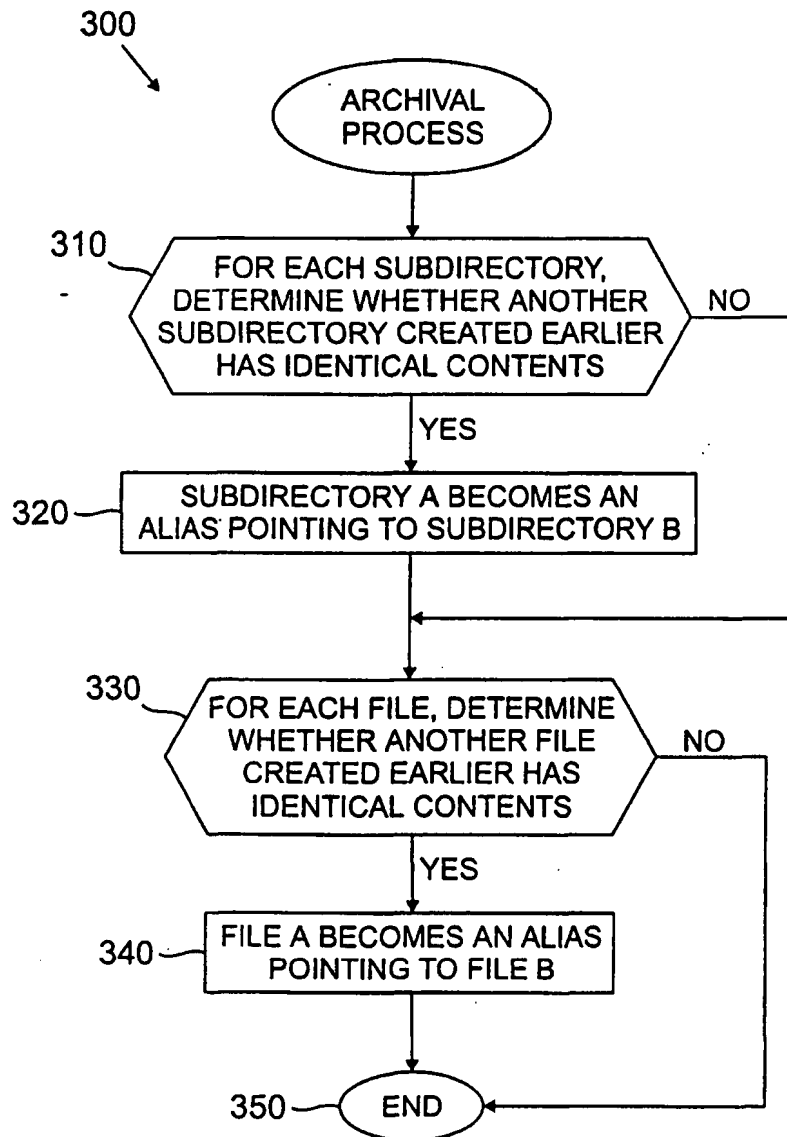 300
ARCHIVAL
PROCESS
310
FOR EACH SUBDIRECTORY,
DETERMINE WHETHER ANOTHER
SUBDIRECTORY CREATED EARLIER
HAS IDENTICAL CONTENTS
NO
YES
320
SUBDIRECTORY A BECOMES AN
ALIAS POINTING TO SUBDIRECTORY B
330
FOR EACH FILE, DETERMINE
WHETHER ANOTHER FILE
CREATED EARLIER HAS
IDENTICAL CONTENTS
NO
YES
340
FILE A BECOMES AN ALIAS
POINTING TO FILE B
350
END